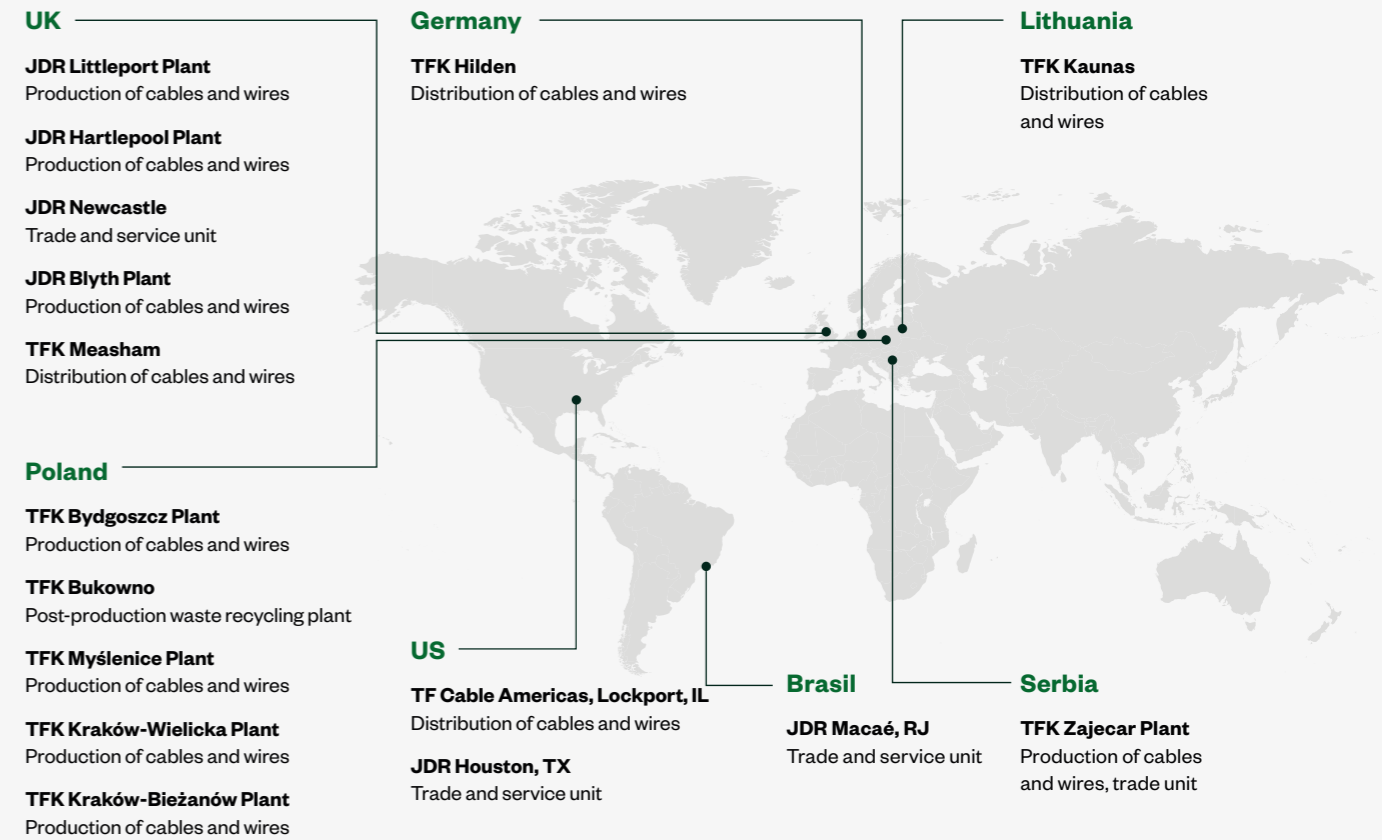 UK
JDR Littleport Plant
Production of cables and wires
JDR Hartlepool Plant
Production of cables and wires
JDR Newcastle
Trade and service unit
JDR Blyth Plant
Production of cables and wires
TFK Measham
Distribution of cables and wires
Poland
TFK Bydgoszcz Plant
Production of cables and wires
TFK Bukowno
Post-production waste recycling plant
TFK Myślenice Plant
Production of cables and wires
TFK Kraków-Wielicka Plant
Production of cables and wires
TFK Kraków-Bieżanów Plant
Production of cables and wires
Germany
TFK Hilden
Distribution of cables and wires
Lithuania
TFK Kaunas
Distribution of cables
and wires
US
TF Cable Americas, Lockport, IL
Distribution of cables and wires
JDR Houston, TX
Trade and service unit
Brasil
JDR Macaé, RJ
Trade and service unit
Serbia
TFK Zajecar Plant
Production of cables
and wires, trade unit